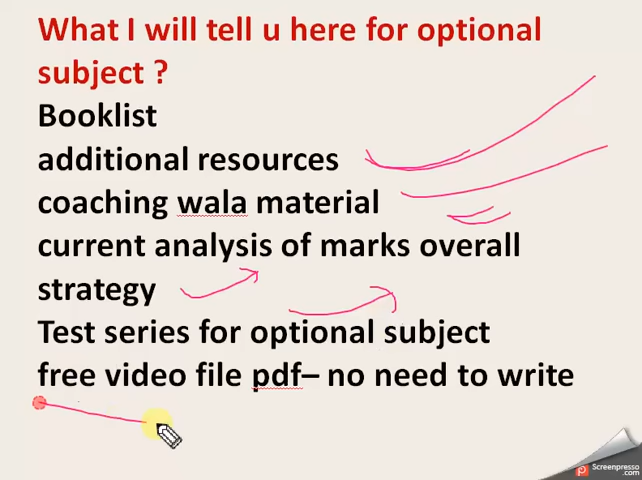 What I will tell u here for optional
subject ?
Booklist
additional resources
coaching wala material
current analysis of marks overall
strategy
Test series for optional subject
free video file pdf– no need to write
Screenpresso
.com